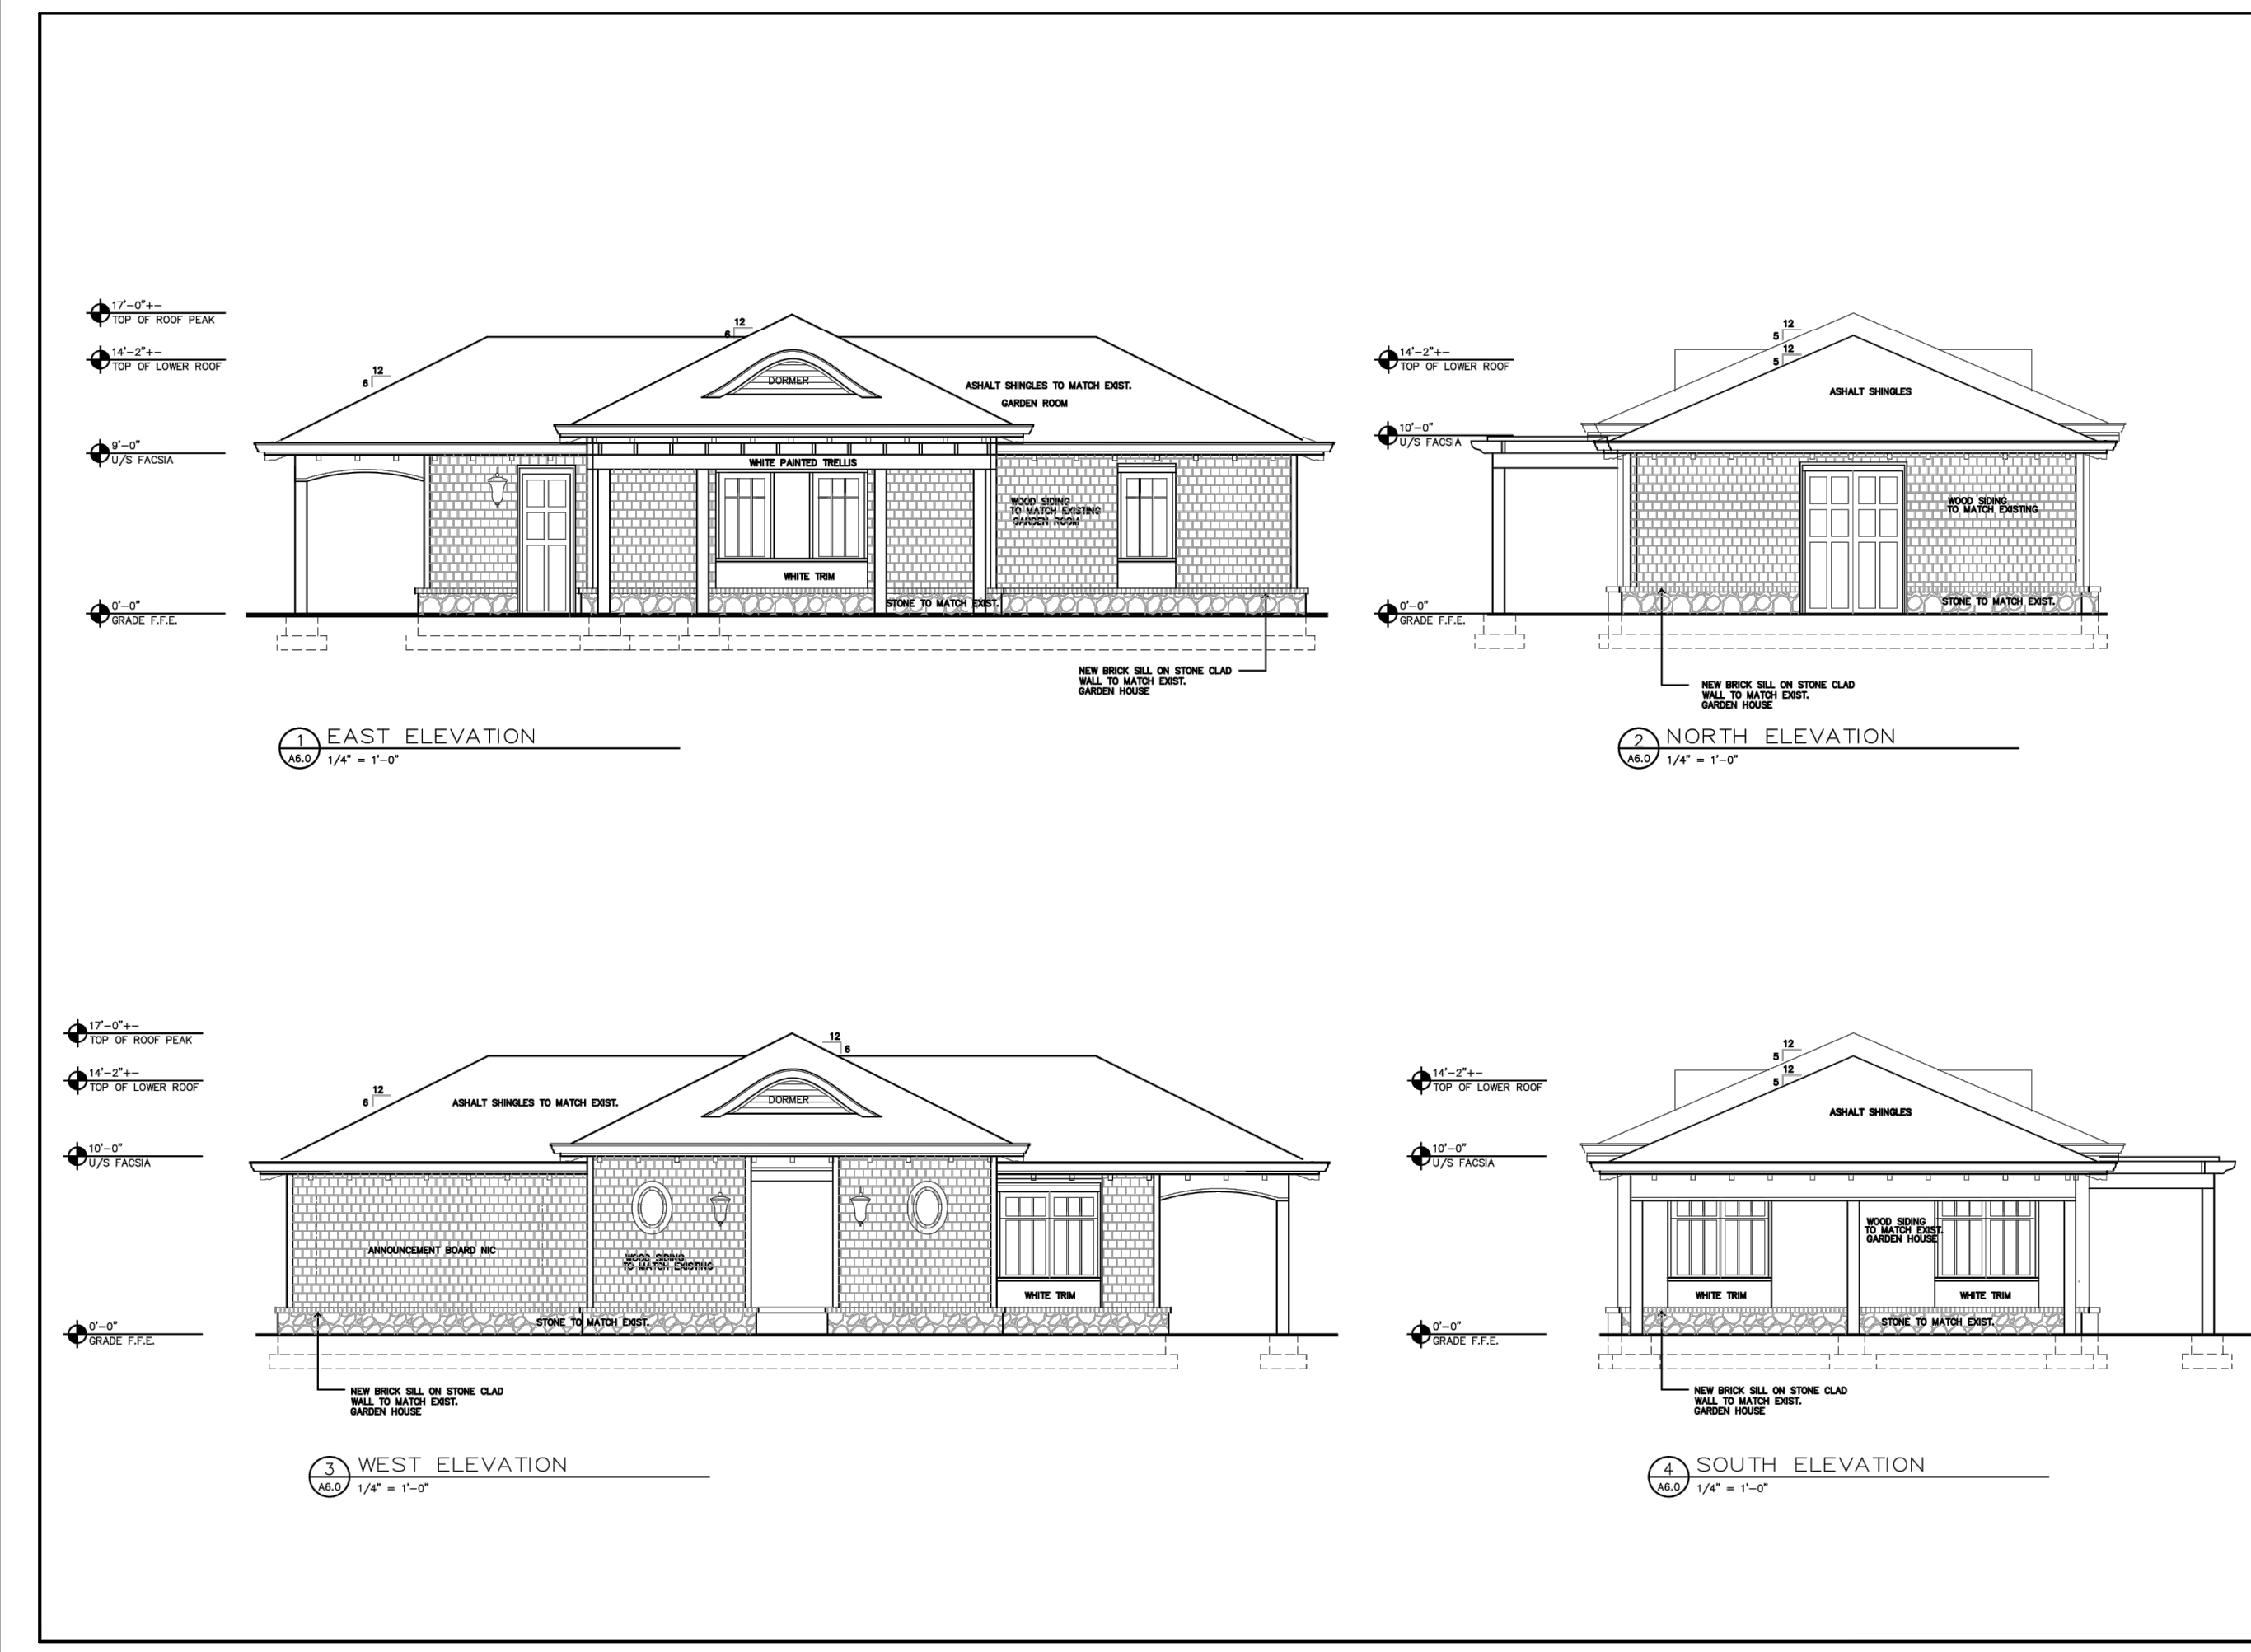 17'-0"+-
TOP OF ROOF PEAK
14'-2"+-
TOP OF LOWER ROOF
9'-0"
U/S FACSIA
0'-0"
GRADE F.F.E.
12
6
12
6
DORMER
ASHALT SHINGLES TO MATCH EXIST.
GARDEN ROOM
WHITE PAINTED TRELLIS
WOOD SIDING
TO MATCH EXISTING
GARDEN ROOM
WHITE TRIM
STONE TO MATCH EXIST.
NEW BRICK SILL ON STONE CLAD
WALL TO MATCH EXIST.
GARDEN HOUSE
1
A6.0
EAST ELEVATION
1/4" = 1'-0"
14'-2"+-
TOP OF LOWER ROOF
10'-0"
U/S FACSIA
0'-0"
GRADE F.F.E.
12
5
12
5
ASHALT SHINGLES
WOOD SIDING
TO MATCH EXISTING
STONE TO MATCH EXIST.
NEW BRICK SILL ON STONE CLAD
WALL TO MATCH EXIST.
GARDEN HOUSE
2
A6.0
NORTH ELEVATION
1/4" = 1'-0"
17'-0"+-
TOP OF ROOF PEAK
14'-2"+-
TOP OF LOWER ROOF
10'-0"
U/S FACSIA
0'-0"
GRADE F.F.E.
12
6
12
6
ASHALT SHINGLES TO MATCH EXIST.
DORMER
ANNOUNCEMENT BOARD NIC
WOOD SIDING
TO MATCH EXISTING
WHITE TRIM
STONE TO MATCH EXIST.
NEW BRICK SILL ON STONE CLAD
WALL TO MATCH EXIST.
GARDEN HOUSE
3
A6.0
WEST ELEVATION
1/4" = 1'-0"
14'-2"+-
TOP OF LOWER ROOF
10'-0"
U/S FACSIA
0'-0"
GRADE F.F.E.
12
5
12
5
ASHALT SHINGLES
WOOD SIDING
TO MATCH EXIST.
GARDEN HOUSE
WHITE TRIM
WHITE TRIM
STONE TO MATCH EXIST.
NEW BRICK SILL ON STONE CLAD
WALL TO MATCH EXIST.
GARDEN HOUSE
4
A6.0
SOUTH ELEVATION
1/4" = 1'-0"